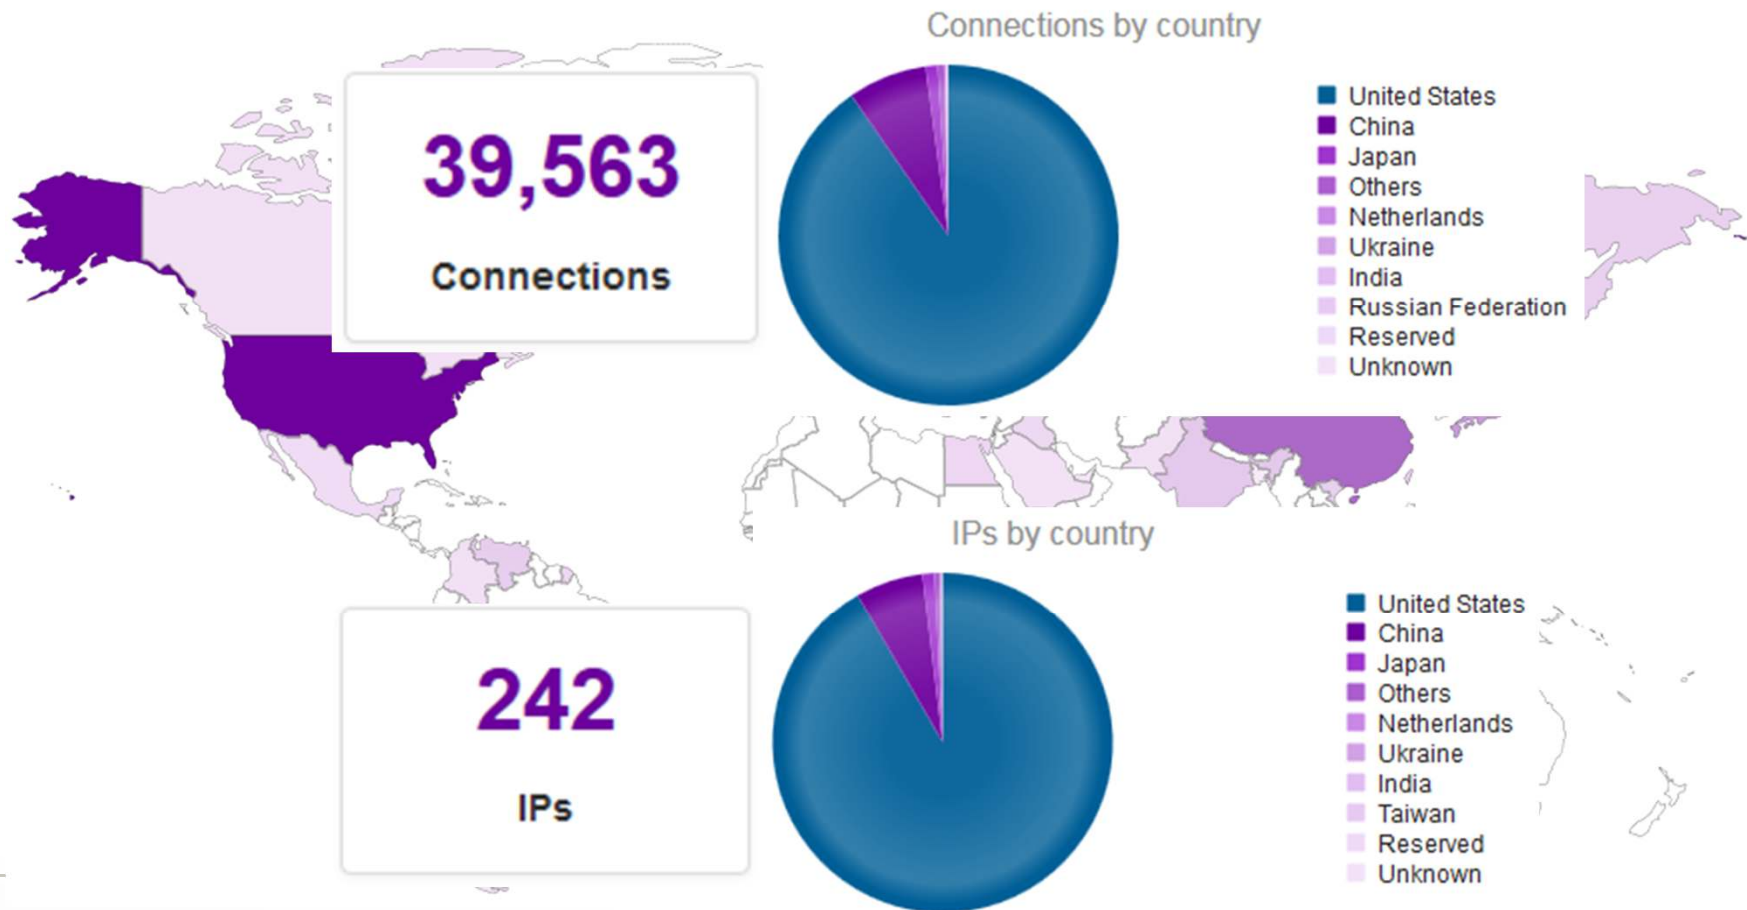 Connections by country
39,563
Connections
United States
China
Japan
Others
Netherlands
Ukraine
India
Russian Federation
Reserved
Unknown
IPs by country
242
IPs
United States
China
Japan
Others
Netherlands
Ukraine
India
Taiwan
Reserved
Unknown